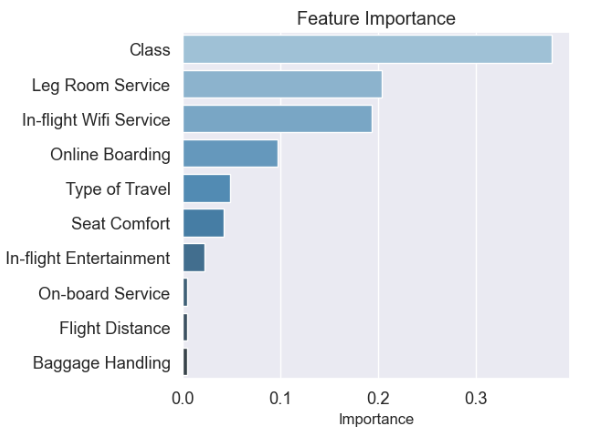 Feature Importance
Class
Leg Room Service
In-flight Wifi Service
Online Boarding
Type of Travel
Seat Comfort
In-flight Entertainment
On-board Service
Flight Distance
Baggage Handling
0.0 0.1 0.2 0.3
Importance